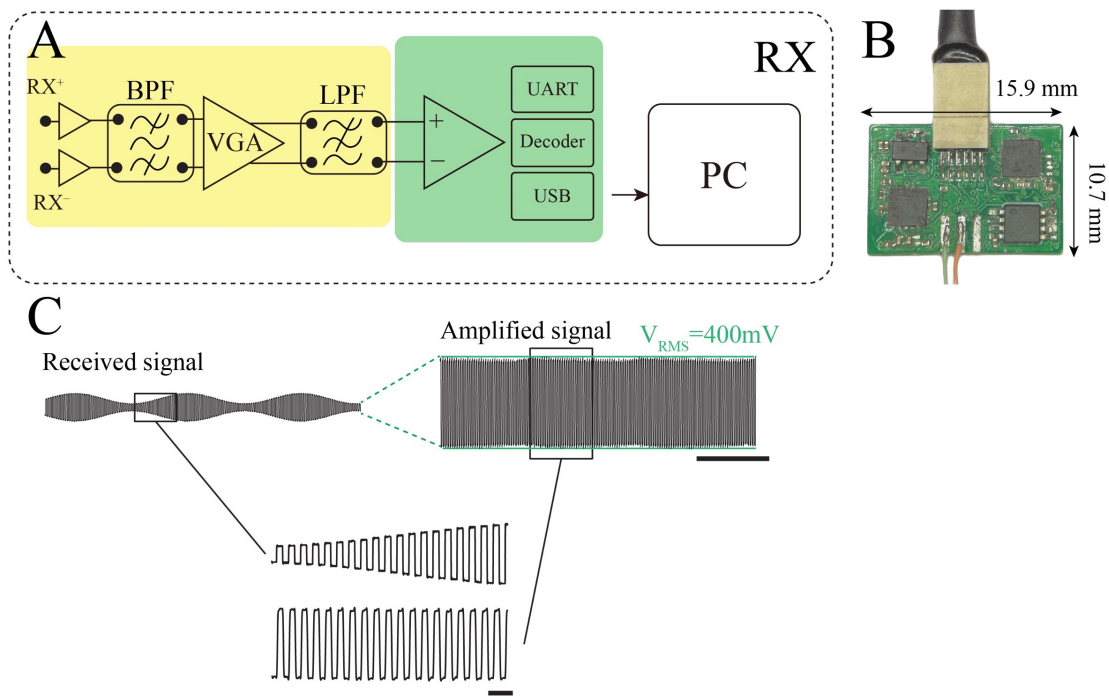 A
RX
B
RX⁺
BPF
LPF
UART
15.9 mm
VGA
+
Decoder
PC
−
USB
RX⁻
10.7 mm
C
Amplified signal
V_RMS=400mV
Received signal